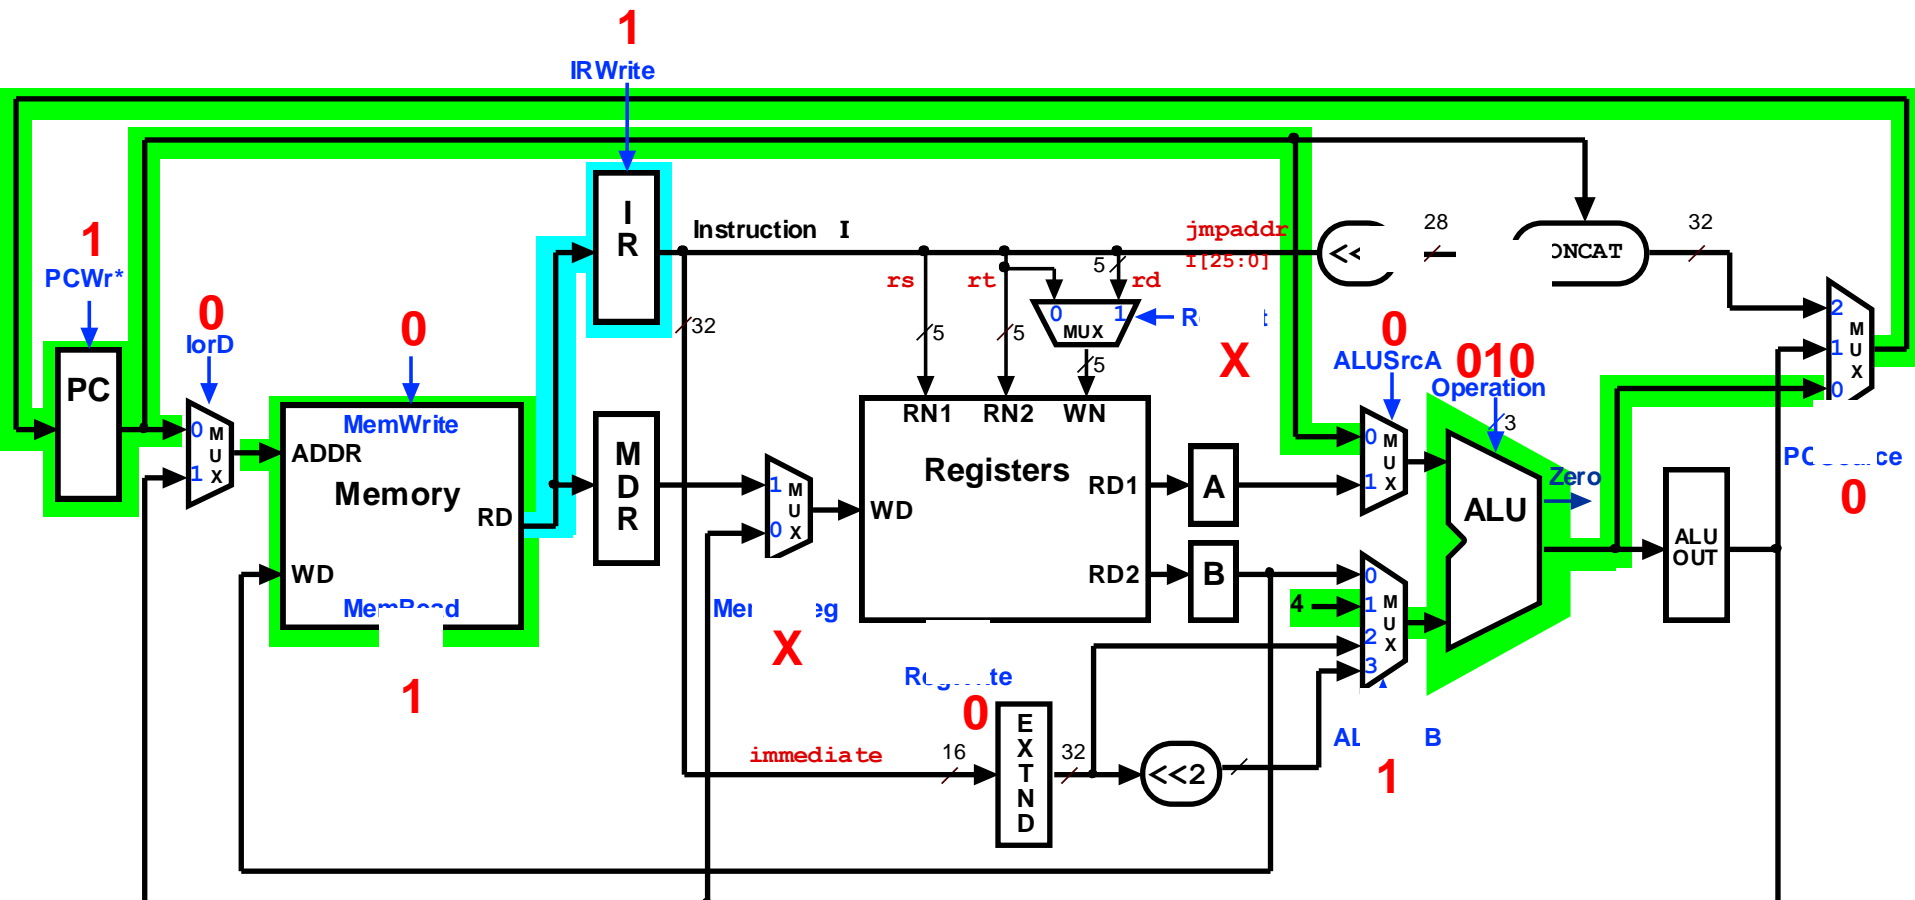 1
IRWrite
1
PCWr*
0
IorD
0
PC
0
M
U
X
1
MemWrite
ADDR
Memory
RD
WD
I
R
M
D
R
Instruction I
32
rs
5
rt
5
jmpaddr
I[25:0]
5
rd
0
1
MUX
5
X
28
32
RN1
RN2
WN
Registers
RD1
WD
RD2
1
M
U
X
0
X
A
B
0
ALUSrcA
0
M
U
X
1
010
Operation
3
ALU
Zero
ALU
OUT
2
M
1
U
X
0
0
4
0
1
M
U
2
X
3
1
1
0
immediate
16
E
X
T
N
D
32
<<2